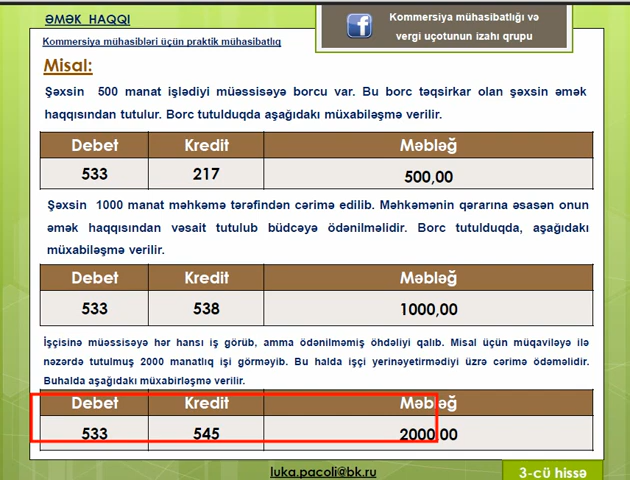 ƏMƏK HAQQI
Kommersiya mühasibatlığı və
vergi uçotunun izahı qrupu
Kommersiya mühasibləri üçün praktik mühasibatlıq
Misal:
Şəxsin 500 manat işlədiyi müəssisəyə borcu var. Bu borc təqsirkar olan şəxsin əmək
haqqısından tutulur. Borc tutulduqda aşağıdakı müxabiləşmə verilir.
Debet Kredit Məbləğ
533 217 500,00
Şəxsin 1000 manat məhkəmə tərəfindən cərimə edilib. Məhkəmənin qərarına əsasən onun
əmək haqqısından vəsait tutulub büdcəyə ödənilməlidir. Borc tutulduqda, aşağıdakı
müxabiləşmə verilir.
Debet Kredit Məbləğ
533 538 1000,00
İşçisinə müəssisəyə hər hansı iş görüb, amma ödənilməmiş öhdəliyi qalıb. Misal üçün müqaviləyə ilə
nəzərdə tutulmuş 2000 manatlıq işi görməyib. Bu halda işçi yerinəyetirmədiyi üzrə cərimə ödəməlidir.
Buhalda aşağıdakı müxabirləşmə verilir.
Debet Kredit Məbləğ
533 545 2000,00
luka.pacoli@bk.ru
3-cü hissə